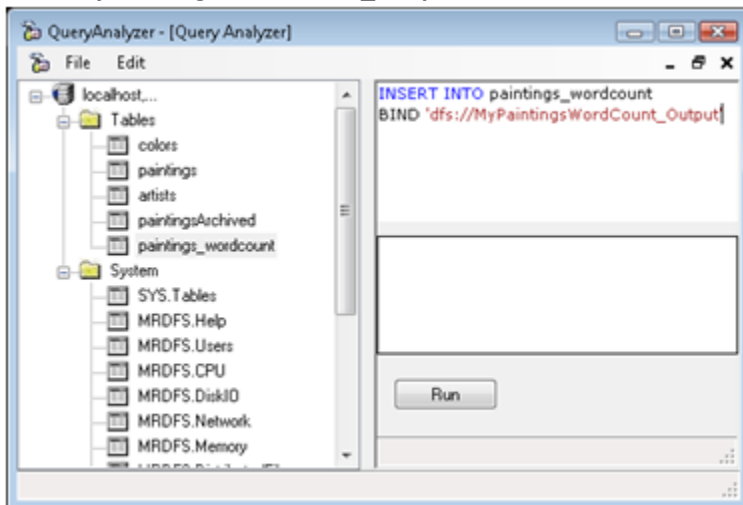 QueryAnalyzer - [Query Analyzer]
File Edit
localhost,...
Tables
colors
paintings
artists
paintingsArchived
paintings_wordcount
System
SYS.Tables
MRDFS.Help
MRDFS.Users
MRDFS.CPU
MRDFS.DiskIO
MRDFS.Network
MRDFS.Memory
INSERT INTO paintings_wordcount
BIND 'dfs://MyPaintingsWordCount_Output'
Run